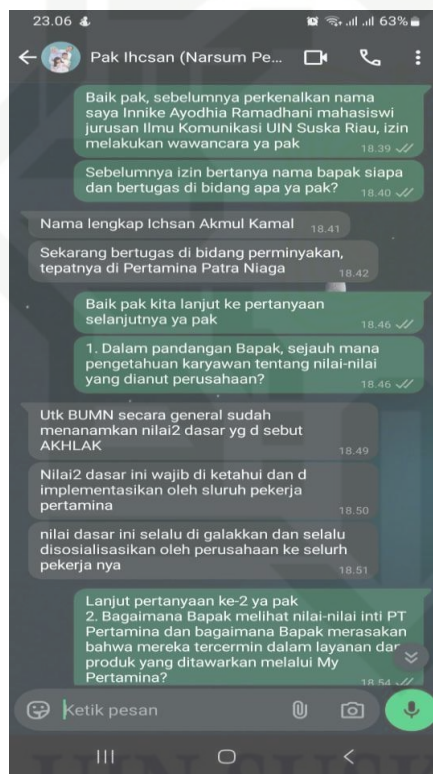 23.06
63%
Pak Ihcsan (Narsum Pe...
Baik pak, sebelumnya perkenalkan nama
saya Innike Ayodhia Ramadhani mahasiswi
jurusan Ilmu Komunikasi UIN Suska Riau, izin
melakukan wawancara ya pak
18.39
Sebelumnya izin bertanya nama bapak siapa
dan bertugas di bidang apa ya pak?
18.40
Nama lengkap Ichsan Akmul Kamal 18.41
Sekarang bertugas di bidang perminyakan,
tepatnya di Pertamina Patra Niaga
18.42
Baik pak kita lanjut ke pertanyaan
selanjutnya ya pak
18.46
1. Dalam pandangan Bapak, sejauh mana
pengetahuan karyawan tentang nilai-nilai
yang dianut perusahaan?
18.46
Utk BUMN secara general sudah
menanamkan nilai2 dasar yg d sebut
AKHLAK
18.49
Nilai2 dasar ini wajib di ketahui dan d
implementasikan oleh sluruh pekerja
pertamina
18.50
nilai dasar ini selalu di galakkan dan selalu
disosialisasikan oleh perusahaan ke selurh
pekerja nya
18.51
Lanjut pertanyaan ke-2 ya pak
2. Bagaimana Bapak melihat nilai-nilai inti PT
Pertamina dan bagaimana Bapak merasakan
bahwa mereka tercermin dalam layanan dan
produk yang ditawarkan melalui My
Pertamina?
18.54
Ketik pesan